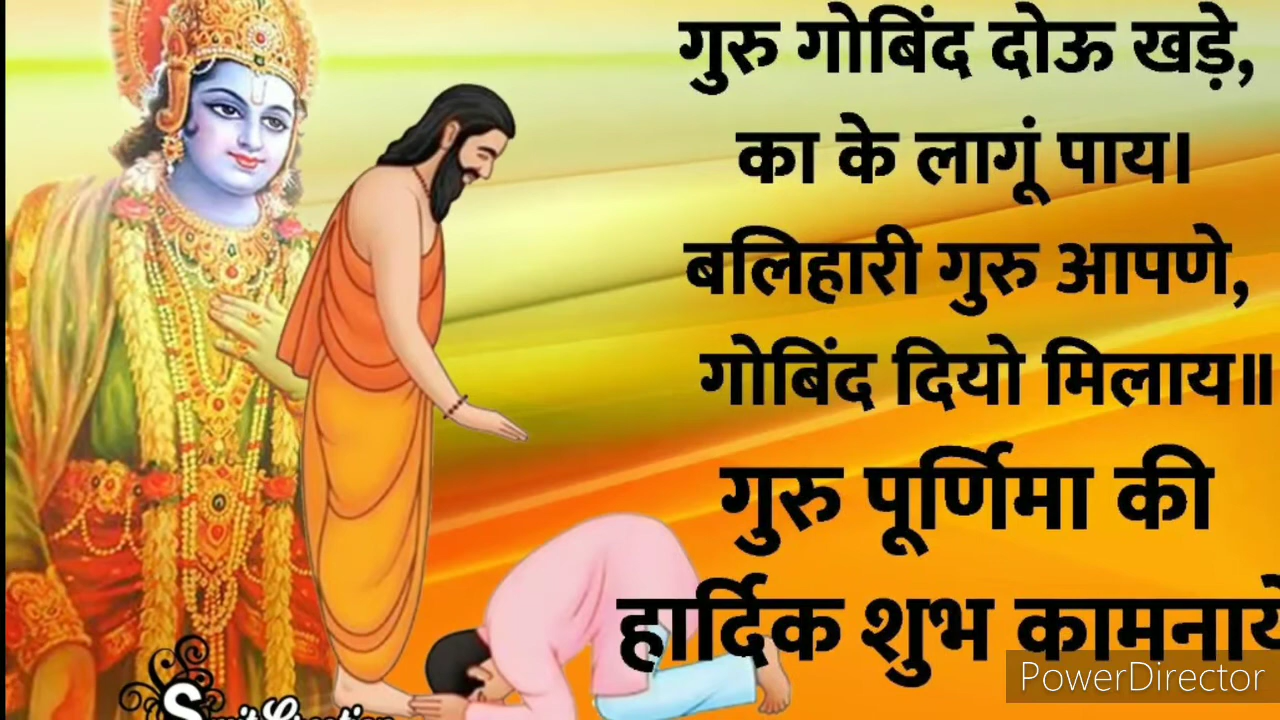 गुरु गोबिंद दोऊ खड़े,
का के लागूं पाय।
बलिहारी गुरु आपणे,
गोबिंद दियो मिलाय॥
गुरु पूर्णिमा की
हार्दिक शुभ कामनाये
PowerDirector